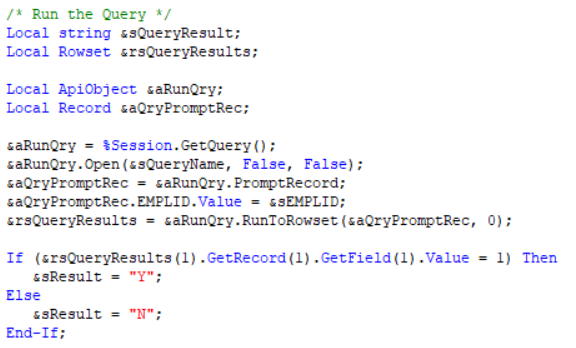 /* Run the Query */
Local string &sQueryResult;
Local Rowset &rsQueryResults;
Local ApiObject &aRunQry;
Local Record &aQryPromptRec;
&aRunQry = %Session.GetQuery();
&aRunQry.Open(&sQueryName, False, False);
&aQryPromptRec = &aRunQry.PromptRecord;
&aQryPromptRec.EMPLID.Value = &sEMPLID;
&rsQueryResults = &aRunQry.RunToRowset(&aQryPromptRec, 0);
If (&rsQueryResults(1).GetRecord(1).GetField(1).Value = 1) Then
&sResult = "Y";
Else
&sResult = "N";
End-If;